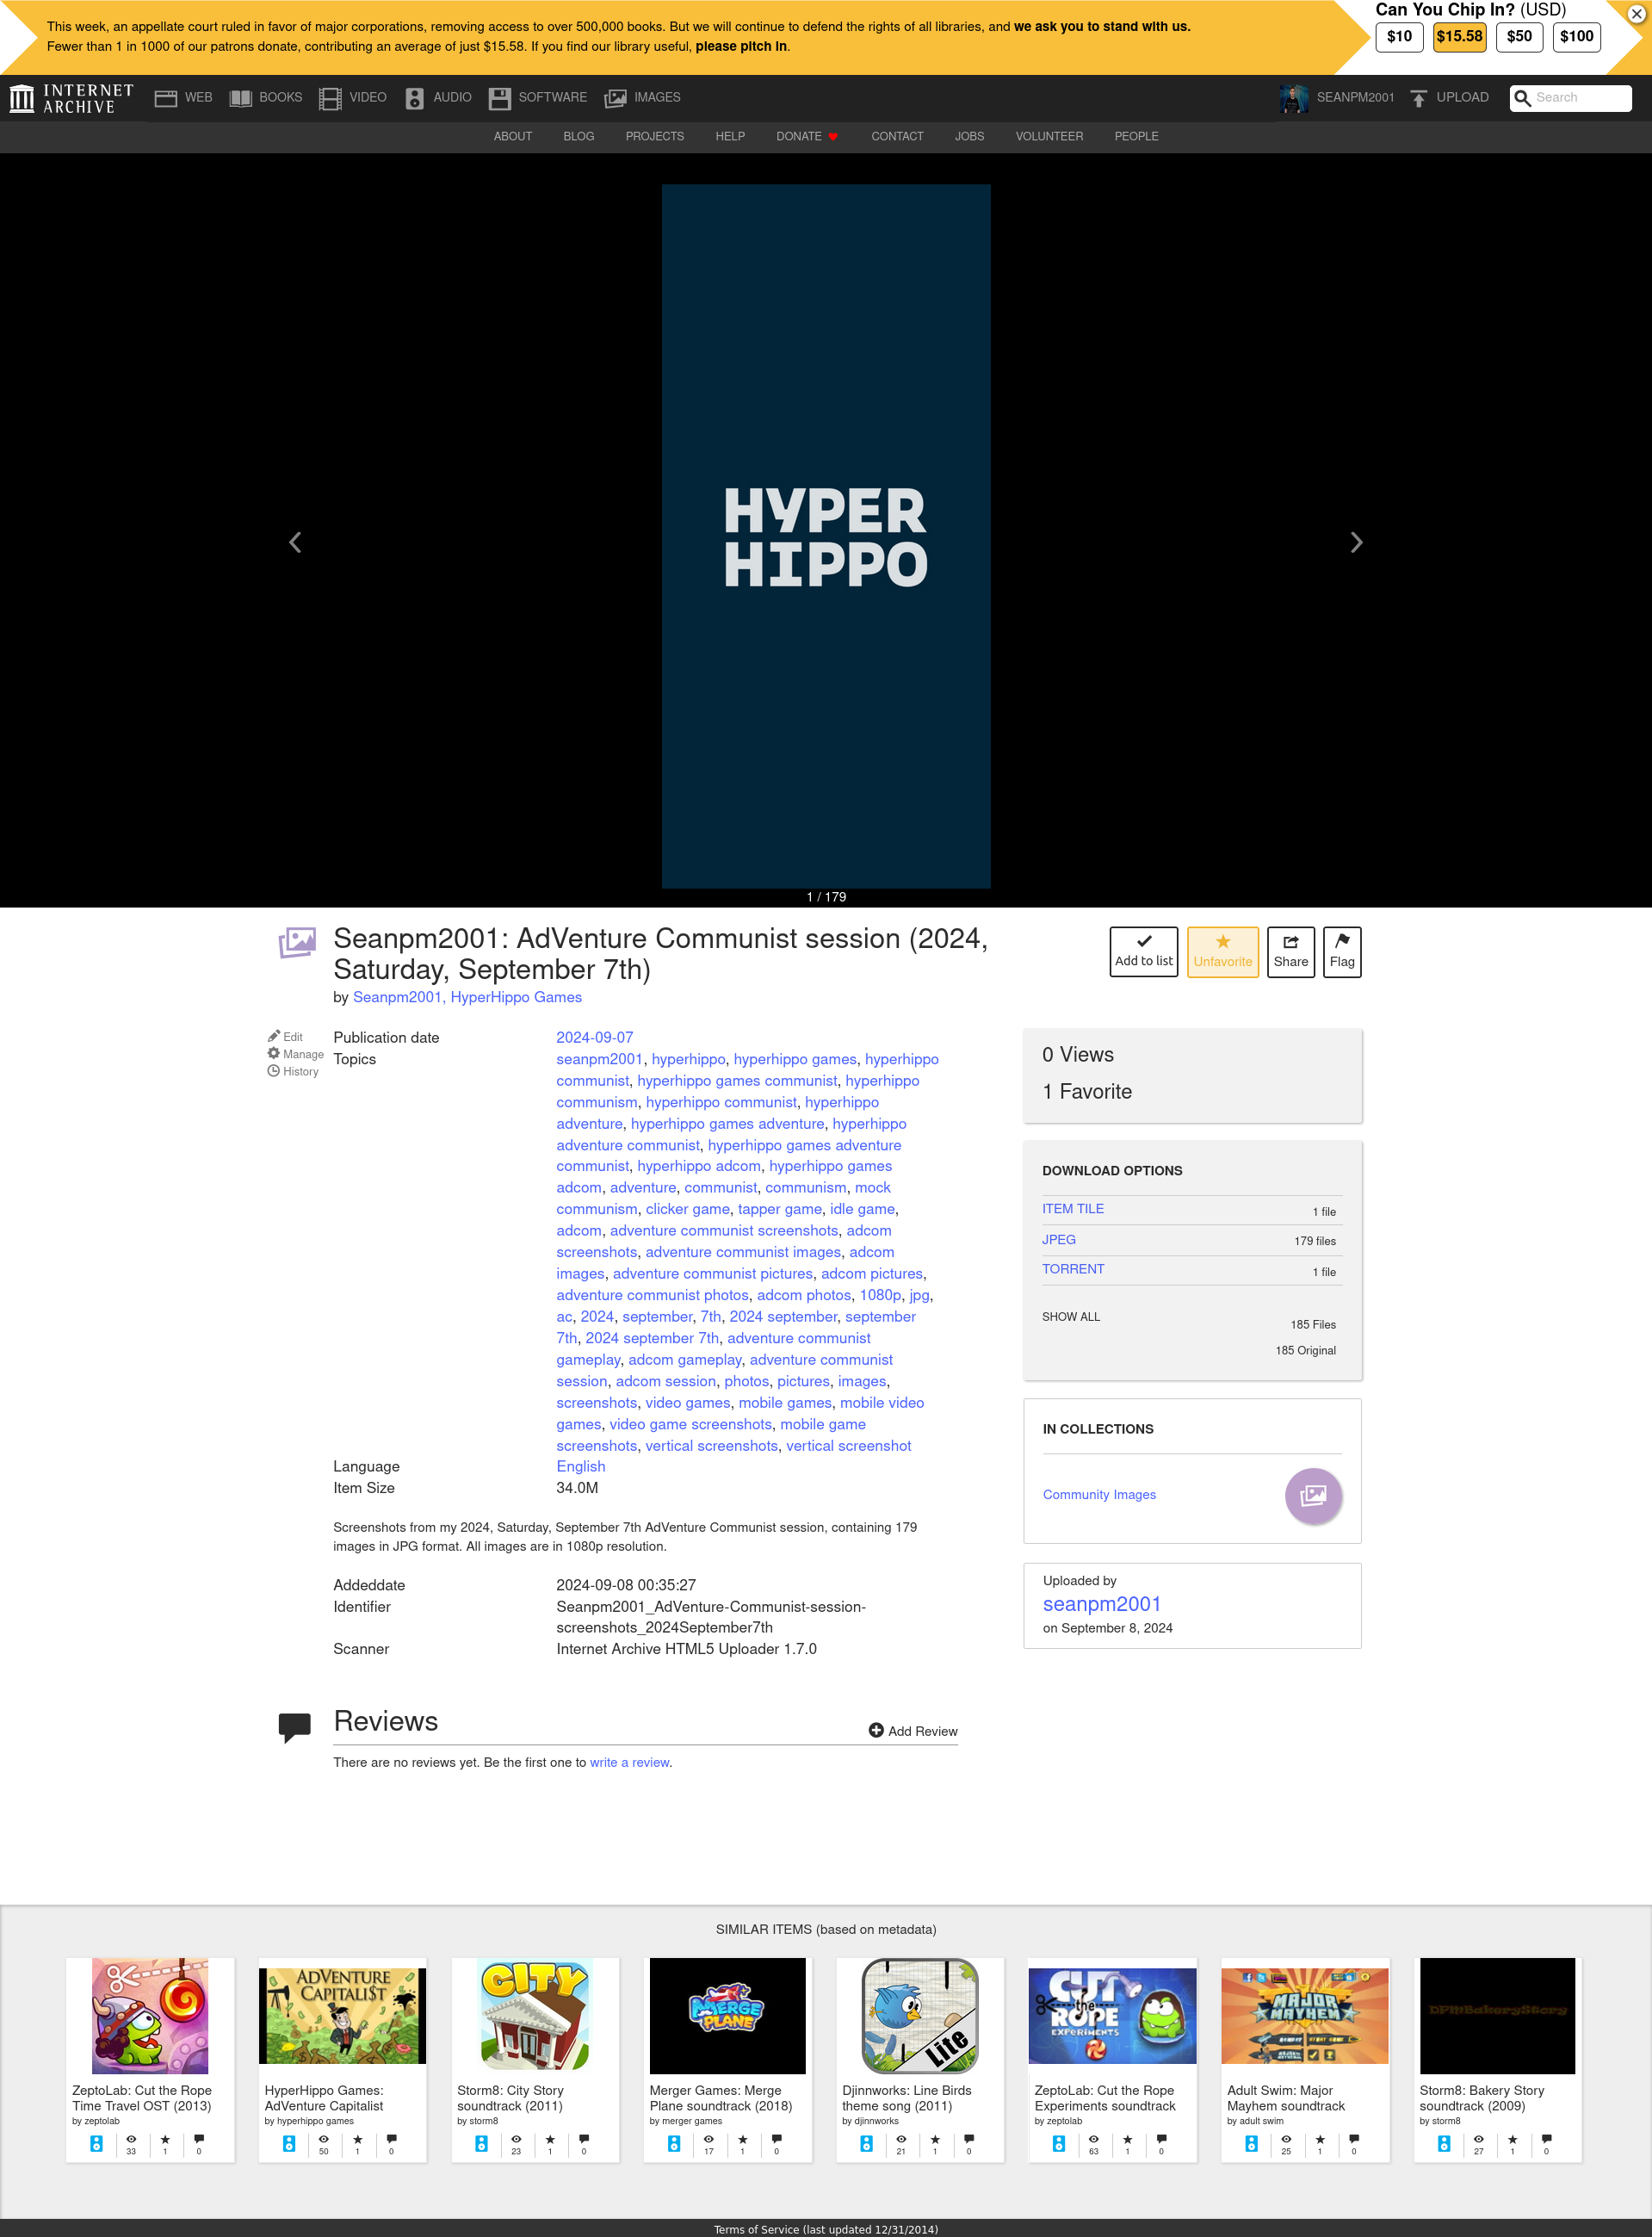 This week, an appellate court ruled in favor of major corporations, removing access to over 500,000 books. But we will continue to defend the rights of all libraries, and we ask you to stand with us.
Fewer than 1 in 1000 of our patrons donate, contributing an average of just $15.58. If you find our library useful, please pitch in.
Can You Chip In? (USD)
$10 $15.58 $50 $100
INTERNET ARCHIVE WEB BOOKS VIDEO AUDIO SOFTWARE IMAGES SEANPM2001 UPLOAD Search
ABOUT BLOG PROJECTS HELP DONATE CONTACT JOBS VOLUNTEER PEOPLE
HYPER
HIPPO
1 / 179
Seanpm2001: AdVenture Communist session (2024,
Saturday, September 7th)
by Seanpm2001, HyperHippo Games
Add to list Unfavorite Share Flag
Edit
Manage
History
Publication date 2024-09-07
Topics seanpm2001, hyperhippo, hyperhippo games, hyperhippo
communist, hyperhippo games communist, hyperhippo
communism, hyperhippo communist, hyperhippo
adventure, hyperhippo games adventure, hyperhippo
adventure communist, hyperhippo games adventure
communist, hyperhippo adcom, hyperhippo games
adcom, adventure, communist, communism, mock
communism, clicker game, tapper game, idle game,
adcom, adventure communist screenshots, adcom
screenshots, adventure communist images, adcom
images, adventure communist pictures, adcom pictures,
adventure communist photos, adcom photos, 1080p, jpg,
ac, 2024, september, 7th, 2024 september, september
7th, 2024 september 7th, adventure communist
gameplay, adcom gameplay, adventure communist
session, adcom session, photos, pictures, images,
screenshots, video games, mobile games, mobile video
games, video game screenshots, mobile game
screenshots, vertical screenshots, vertical screenshot
Language English
Item Size 34.0M
Screenshots from my 2024, Saturday, September 7th AdVenture Communist session, containing 179
images in JPG format. All images are in 1080p resolution.
Addeddate 2024-09-08 00:35:27
Identifier Seanpm2001_AdVenture-Communist-session-
screenshots_2024September7th
Scanner Internet Archive HTML5 Uploader 1.7.0
0 Views
1 Favorite
DOWNLOAD OPTIONS
ITEM TILE 1 file
JPEG 179 files
TORRENT 1 file
SHOW ALL 185 Files
185 Original
IN COLLECTIONS
Community Images
Uploaded by
seanpm2001
on September 8, 2024
Reviews
Add Review
There are no reviews yet. Be the first one to write a review.
SIMILAR ITEMS (based on metadata)
ZeptoLab: Cut the Rope
Time Travel OST (2013)
by zeptolab
33 1 0
ADVENTURE
CAPITALI$T
HyperHippo Games:
AdVenture Capitalist
by hyperhippo games
50 1 0
CITY
Storm8: City Story
soundtrack (2011)
by storm8
23 1 0
MERGE
PLANE
Merger Games: Merge
Plane soundtrack (2018)
by merger games
17 1 0
Lite
Djinnworks: Line Birds
theme song (2011)
by djinnworks
21 1 0
CUT
the
ROPE
EXPERIMENTS
ZeptoLab: Cut the Rope
Experiments soundtrack
by zeptolab
63 1 0
MAJOR
MAYHEM
Adult Swim: Major
Mayhem soundtrack
by adult swim
25 1 0
DPMBakeryStory
Storm8: Bakery Story
soundtrack (2009)
by storm8
27 1 0
Terms of Service (last updated 12/31/2014)